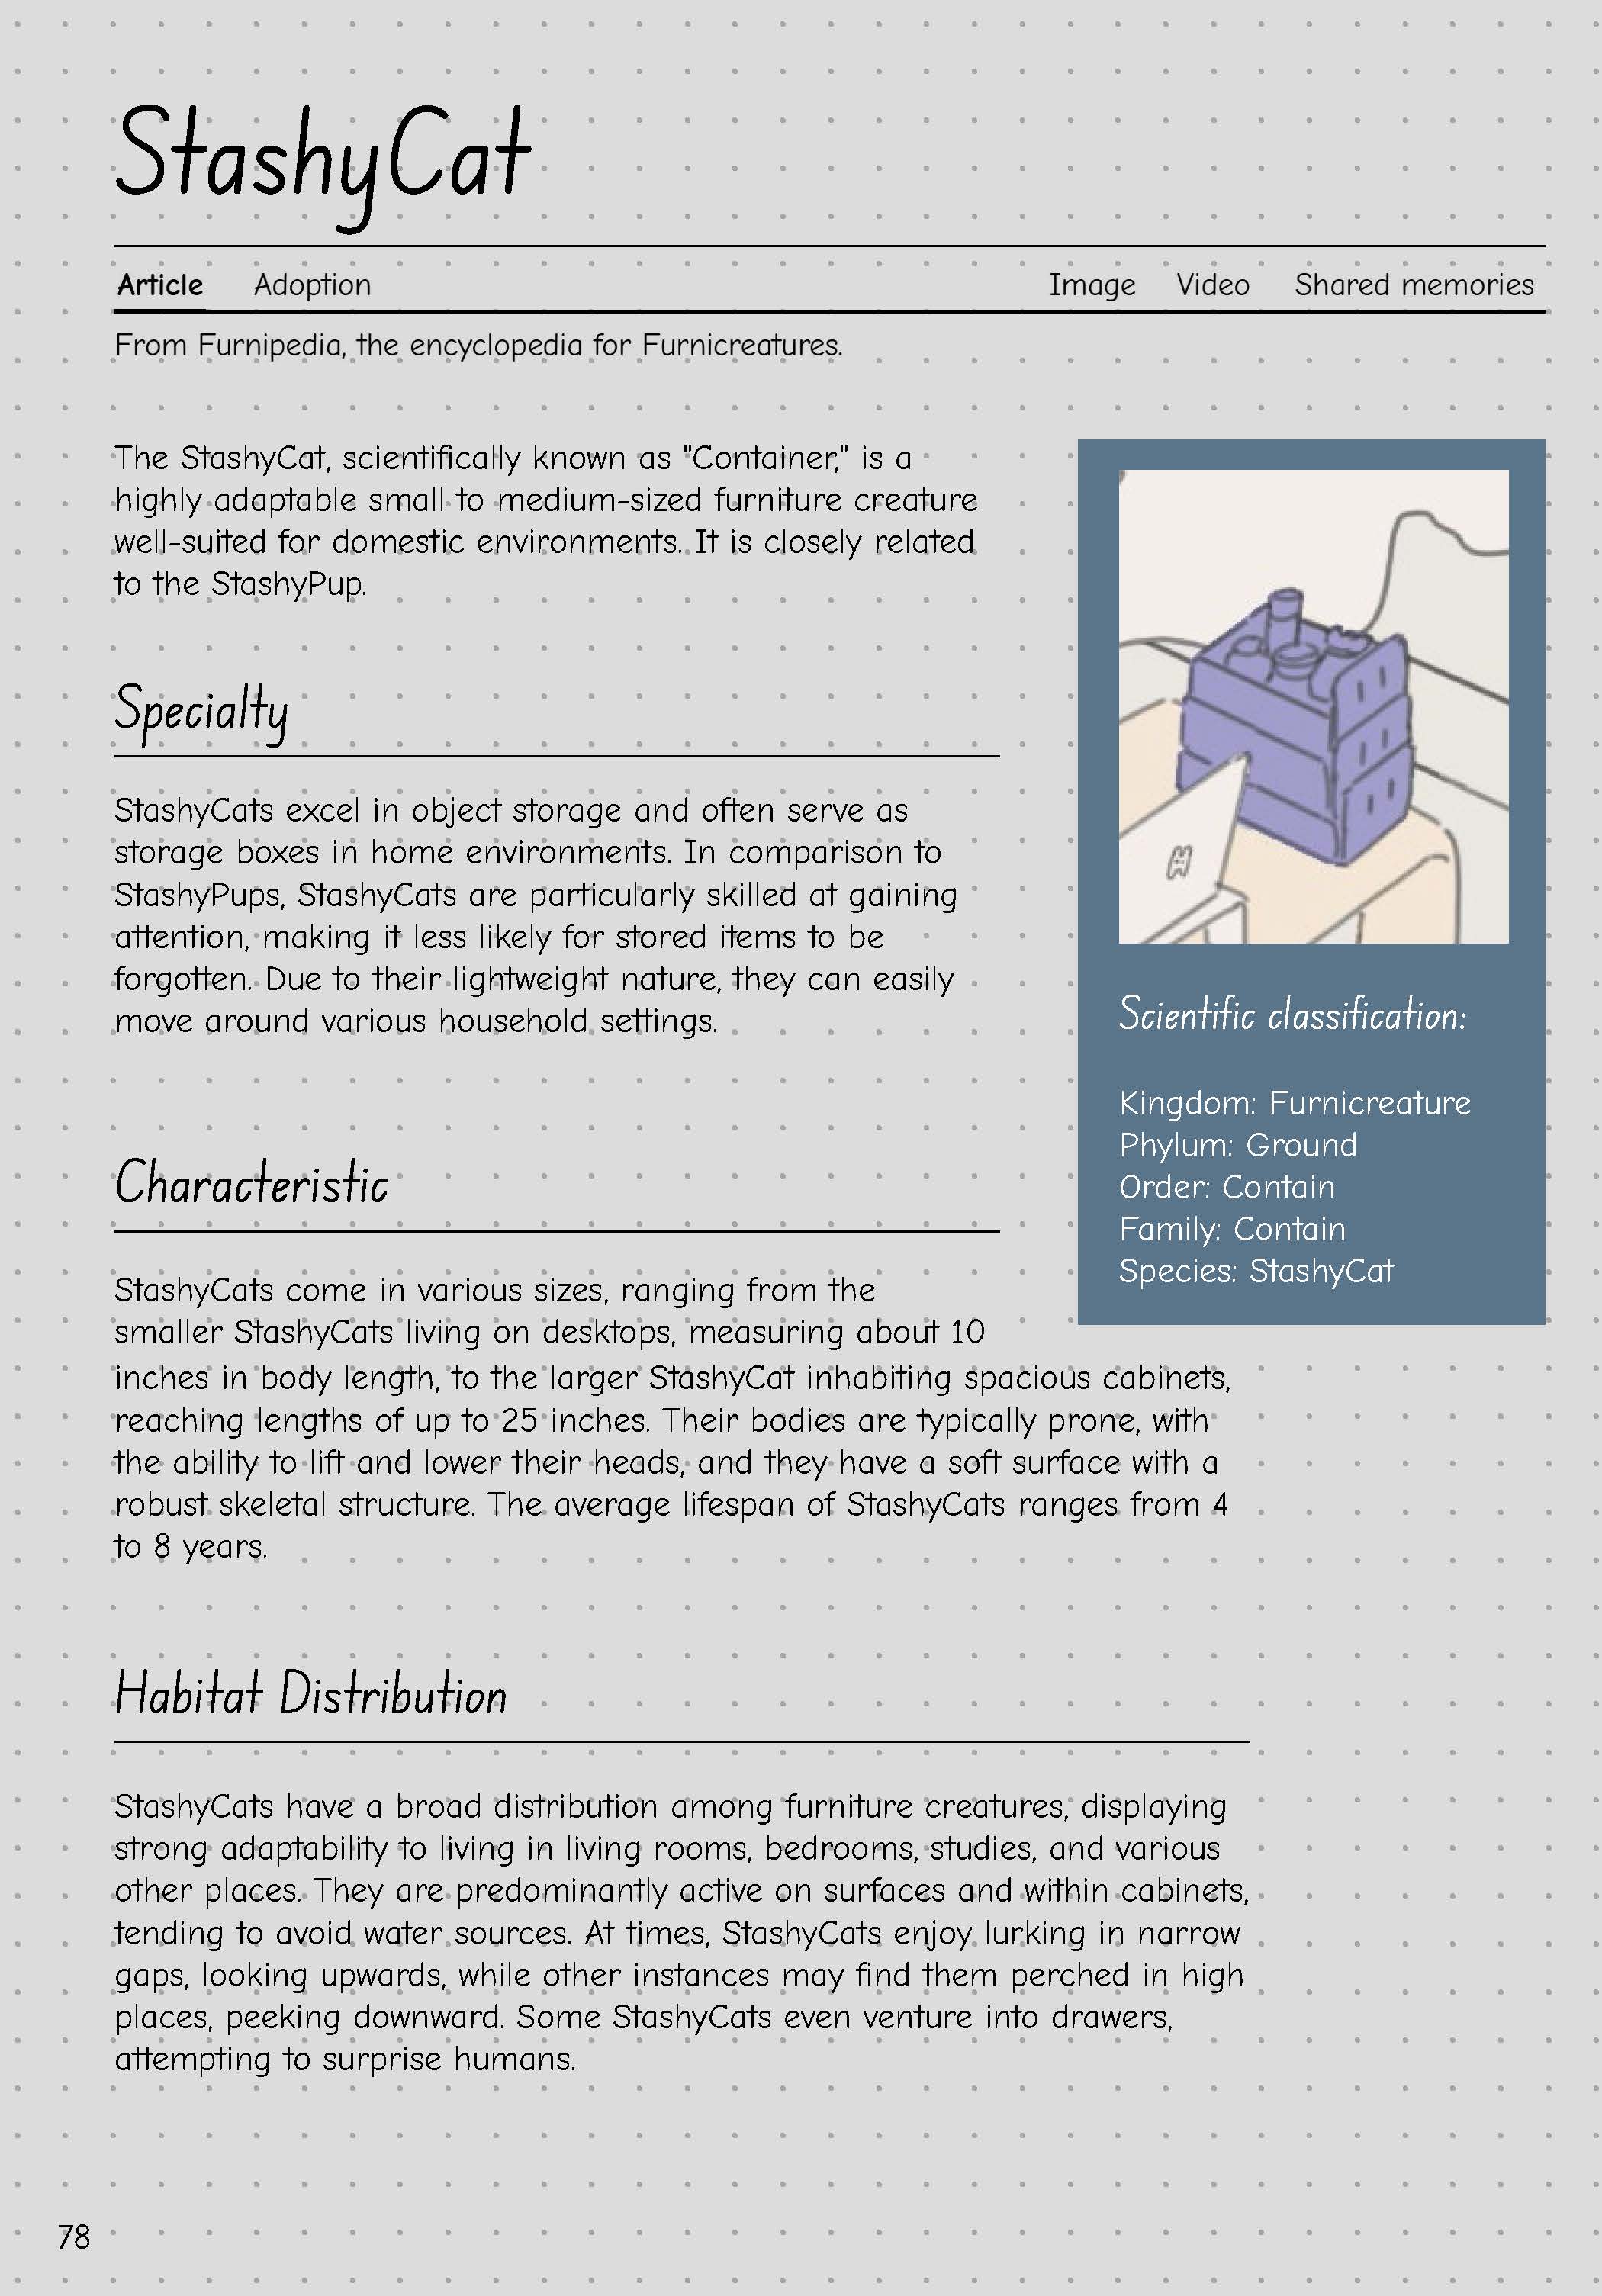 StashyCat
Article Adoption Image Video Shared memories
From Furnipedia, the encyclopedia for Furnicreatures.
The StashyCat, scientifically known as "Container," is a
highly adaptable small to medium-sized furniture creature
well-suited for domestic environments. It is closely related
to the StashyPup.
Specialty
StashyCats excel in object storage and often serve as
storage boxes in home environments. In comparison to
StashyPups, StashyCats are particularly skilled at gaining
attention, making it less likely for stored items to be
forgotten. Due to their lightweight nature, they can easily
move around various household settings.
Scientific classification:
Kingdom: Furnicreature
Phylum: Ground
Order: Contain
Family: Contain
Species: StashyCat
Characteristic
StashyCats come in various sizes, ranging from the
smaller StashyCats living on desktops, measuring about 10
inches in body length, to the larger StashyCat inhabiting spacious cabinets,
reaching lengths of up to 25 inches. Their bodies are typically prone, with
the ability to lift and lower their heads, and they have a soft surface with a
robust skeletal structure. The average lifespan of StashyCats ranges from 4
to 8 years.
Habitat Distribution
StashyCats have a broad distribution among furniture creatures, displaying
strong adaptability to living in living rooms, bedrooms, studies, and various
other places. They are predominantly active on surfaces and within cabinets,
tending to avoid water sources. At times, StashyCats enjoy lurking in narrow
gaps, looking upwards, while other instances may find them perched in high
places, peeking downward. Some StashyCats even venture into drawers,
attempting to surprise humans.
78